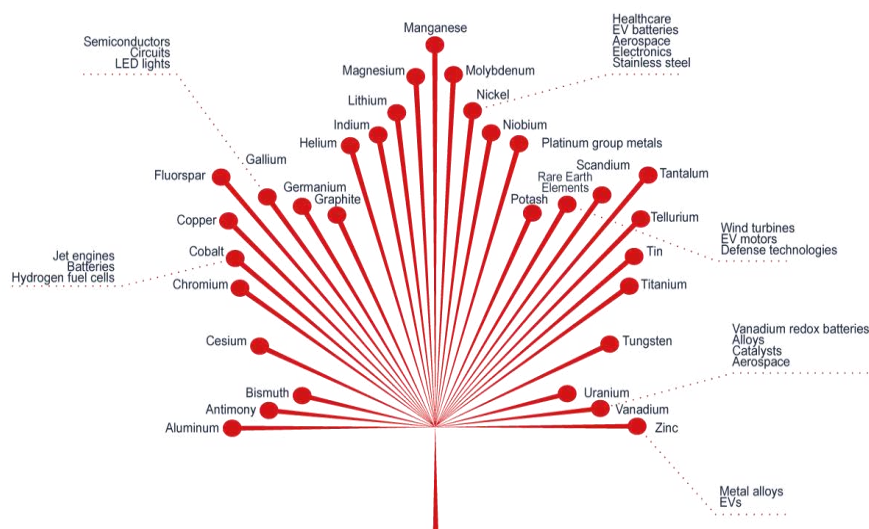 Healthcare
EV batteries
Aerospace
Electronics
Stainless steel
Manganese
Semiconductors
Circuits
LED lights
Magnesium
Molybdenum
Lithium
Nickel
Indium
Niobium
Helium
Platinum group metals
Gallium
Fluorspar
Germanium
Graphite
Scandium
Rare Earth
Elements
Tantalum
Potash
Copper
Tellurium
Wind turbines
EV motors
Defense technologies
Cobalt
Tin
Jet engines
Batteries
Hydrogen fuel cells
Chromium
Titanium
Cesium
Tungsten
Vanadium redox batteries
Alloys
Catalysts
Aerospace
Bismuth
Uranium
Antimony
Vanadium
Aluminum
Zinc
Metal alloys
EVs